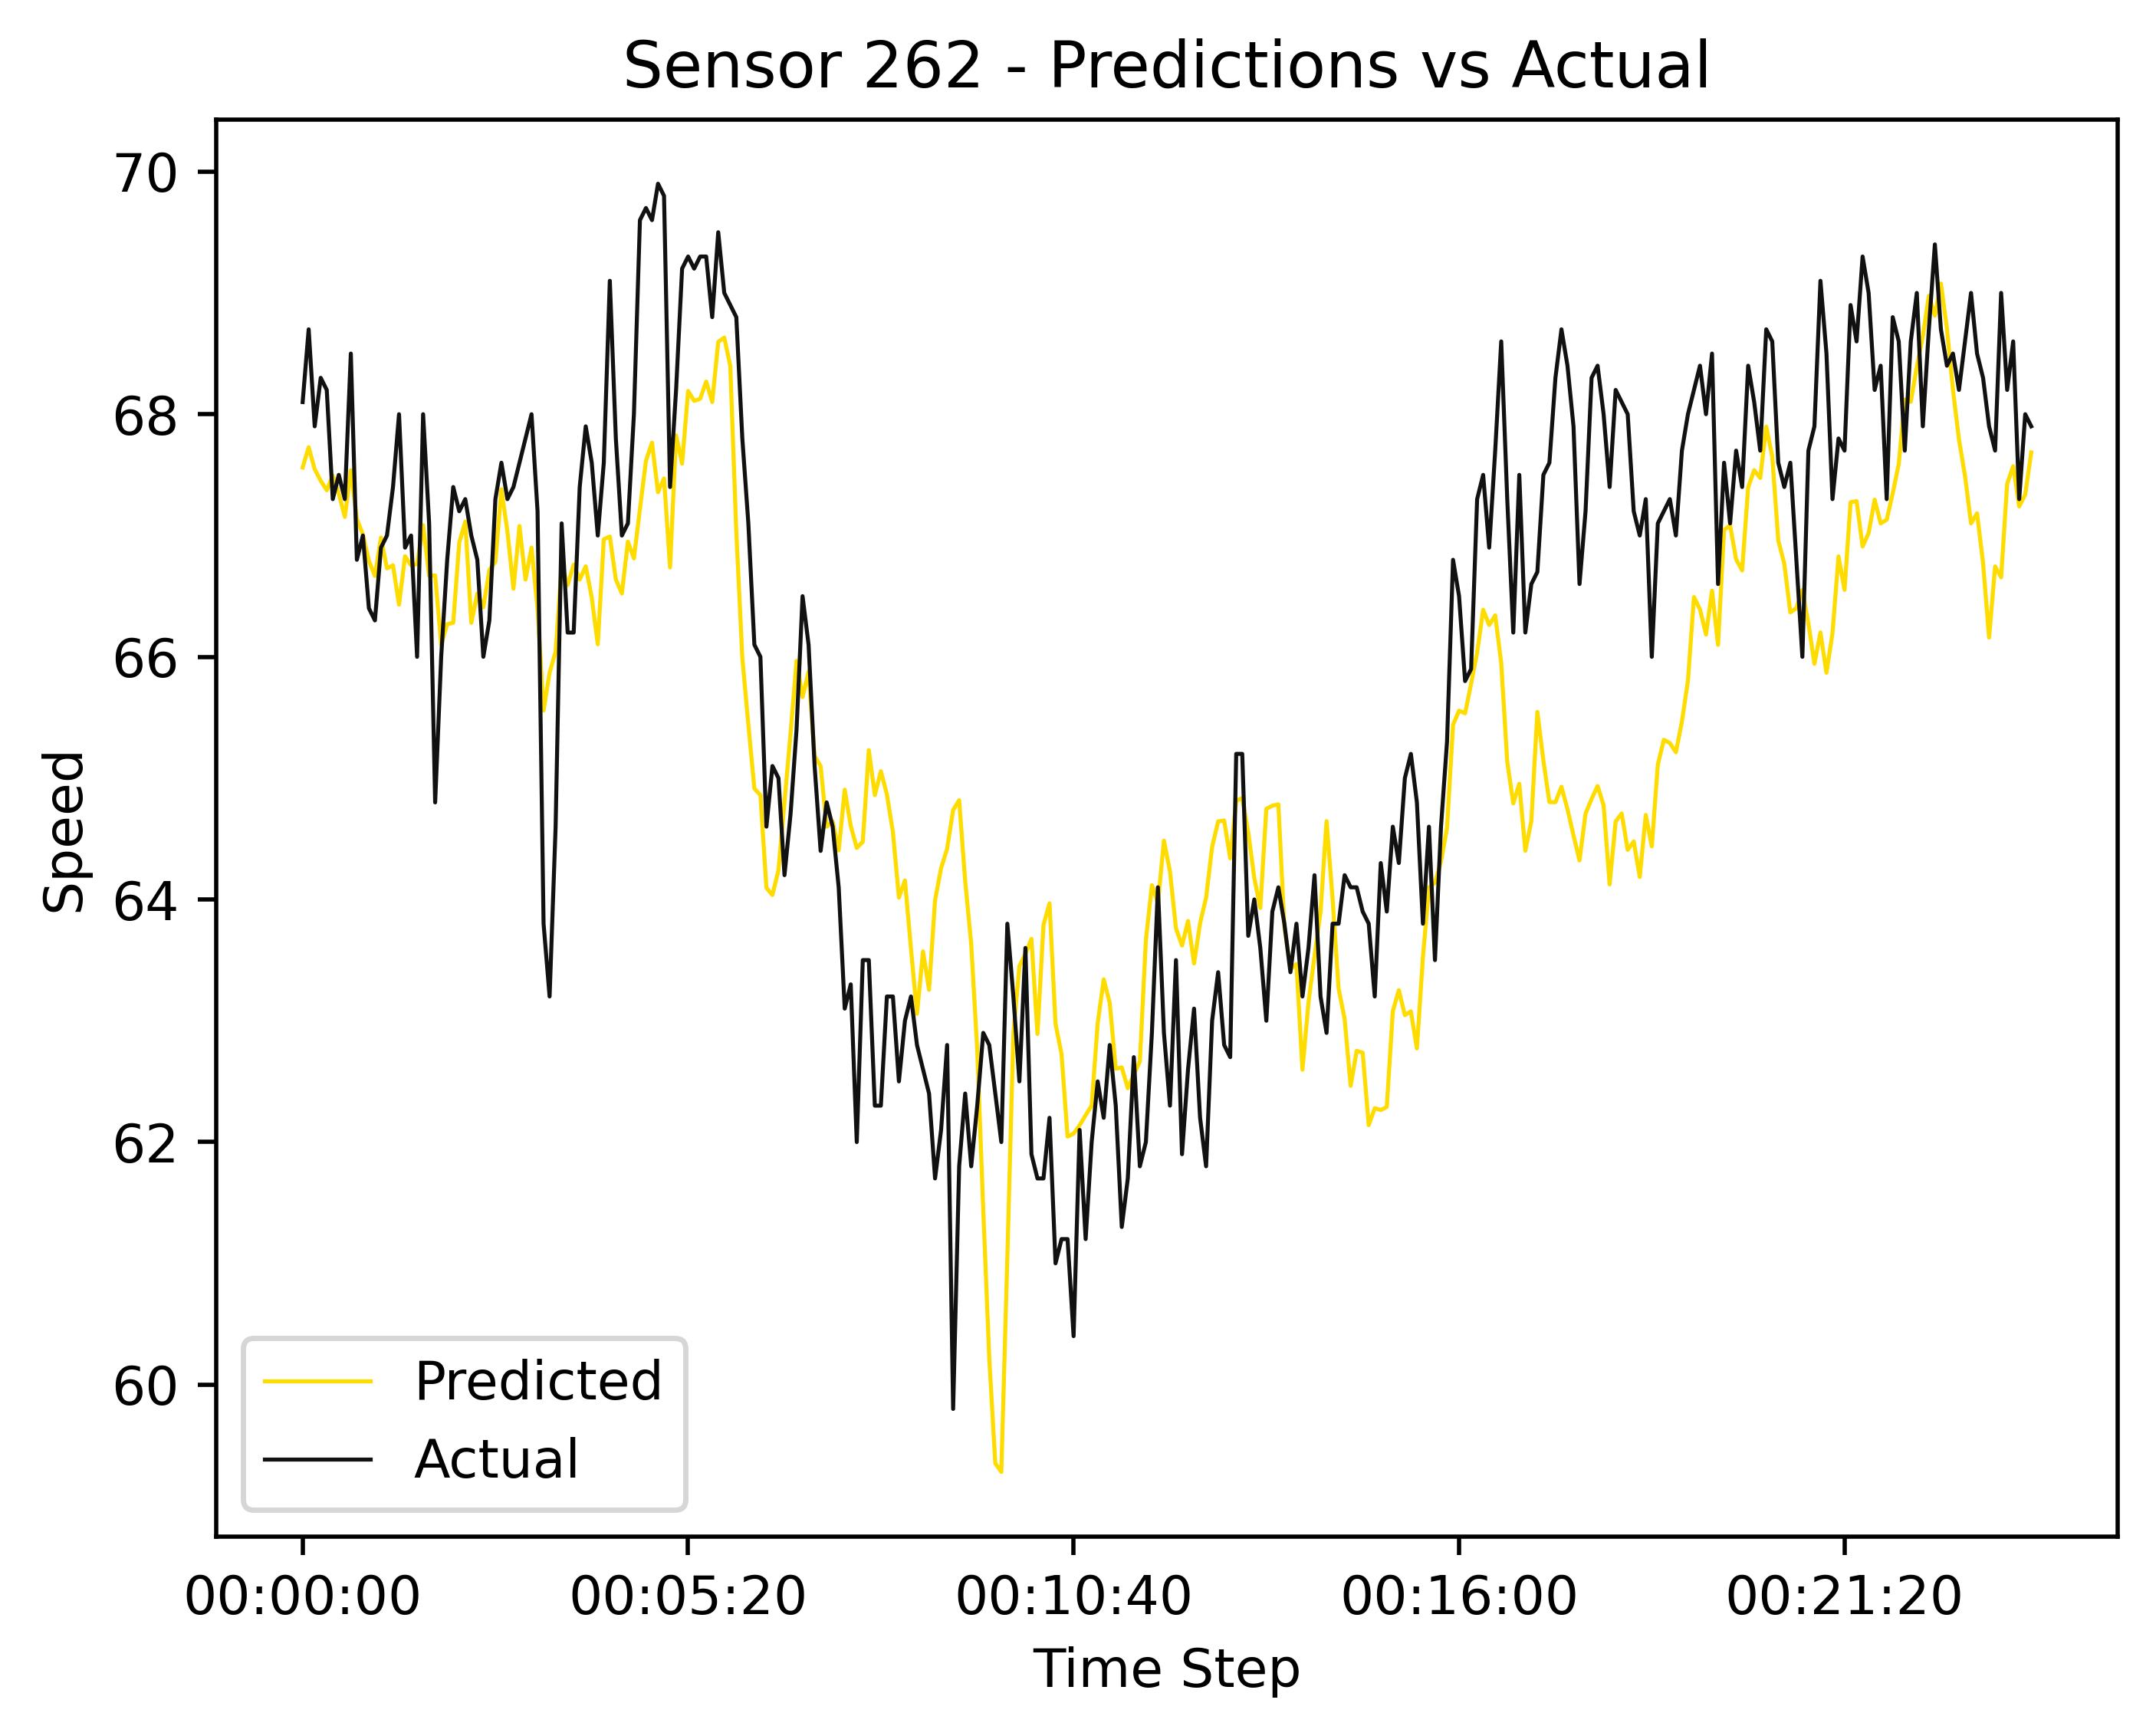 Sensor 262 - Predictions vs Actual
70
68
66
64
62
60
Speed
Predicted
Actual
00:00:00 00:05:20 00:10:40 00:16:00 00:21:20
Time Step